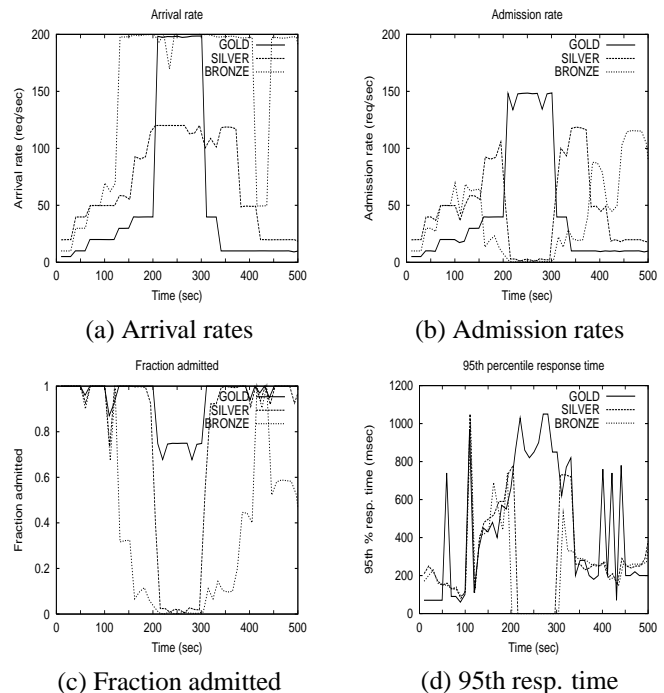 Arrival rate
200
150
100
50
0
Arrival rate (req/sec)
GOLD
SILVER
BRONZE
0 100 200 300 400 500
Time (sec)
(a) Arrival rates
Admission rate
200
150
100
50
0
Admission rate (req/sec)
GOLD
SILVER
BRONZE
0 100 200 300 400 500
Time (sec)
(b) Admission rates
Fraction admitted
1
0.8
0.6
0.4
0.2
0
Fraction admitted
GOLD
SILVER
BRONZE
0 100 200 300 400 500
Time (sec)
(c) Fraction admitted
95th percentile response time
1200
1000
800
600
400
200
0
95th % resp. time (msec)
GOLD
SILVER
BRONZE
0 100 200 300 400 500
Time (sec)
(d) 95th resp. time